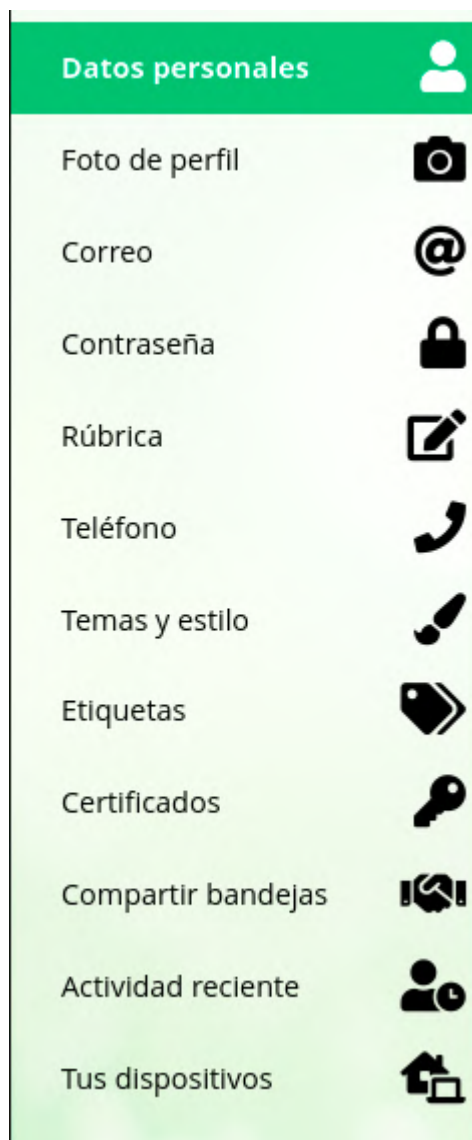 Datos personales
Foto de perfil
Correo
Contraseña
Rúbrica
Teléfono
Temas y estilo
Etiquetas
Certificados
Compartir bandejas
Actividad reciente
Tus dispositivos